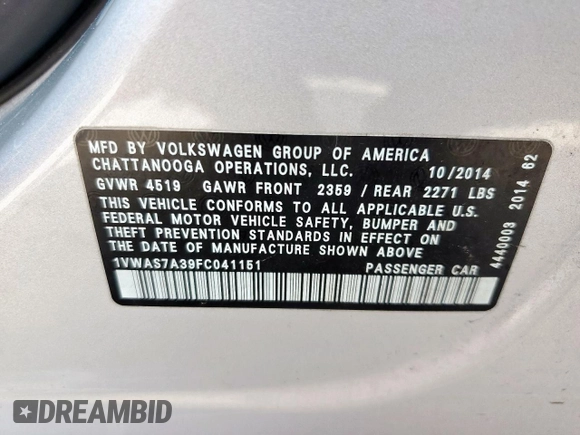 MFD BY VOLKSWAGEN GROUP OF AMERICA
CHATTANOOGA OPERATIONS, LLC. 10/2014
GVWR 4519 GAWR FRONT 2359 / REAR 2271 LBS
THIS VEHICLE CONFORMS TO ALL APPLICABLE U.S.
FEDERAL MOTOR VEHICLE SAFETY, BUMPER AND
THEFT PREVENTION STANDARDS IN EFFECT ON
THE DATE OF MANUFACTURE SHOWN ABOVE
1VWAS7A39FC041151 PASSENGER CAR
4440003 2014 62
DREAMBID